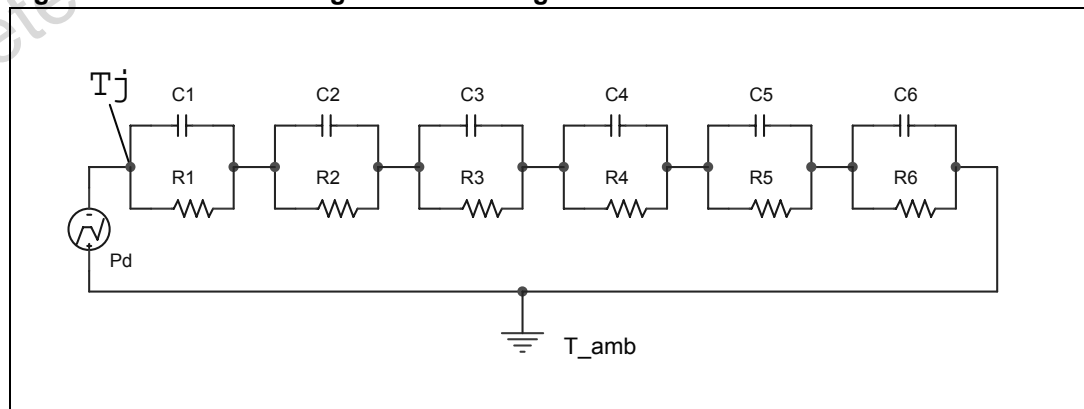 Tj
C1 C2 C3 C4 C5 C6
R1 R2 R3 R4 R5 R6
-
+
Pd
T_amb